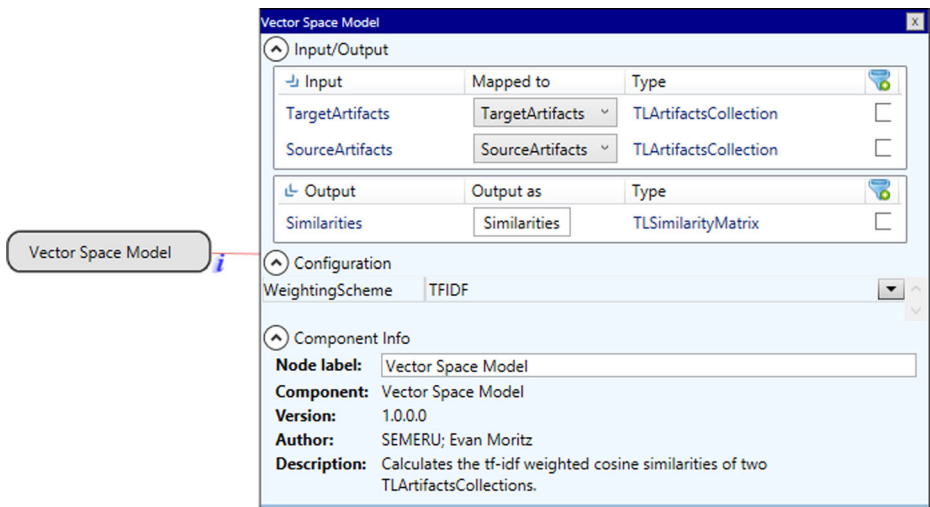 Vector Space Model
x
Input/Output
Input Mapped to Type
TargetArtifacts TargetArtifacts TLArtifactsCollection
SourceArtifacts SourceArtifacts TLArtifactsCollection
Output Output as Type
Similarities Similarities TLSimilarityMatrix
Vector Space Model
i
Configuration
WeightingScheme TFIDF
Component Info
Node label: Vector Space Model
Component: Vector Space Model
Version: 1.0.0.0
Author: SEMERU; Evan Moritz
Description: Calculates the tf-idf weighted cosine similarities of two
TLArtifactsCollections.